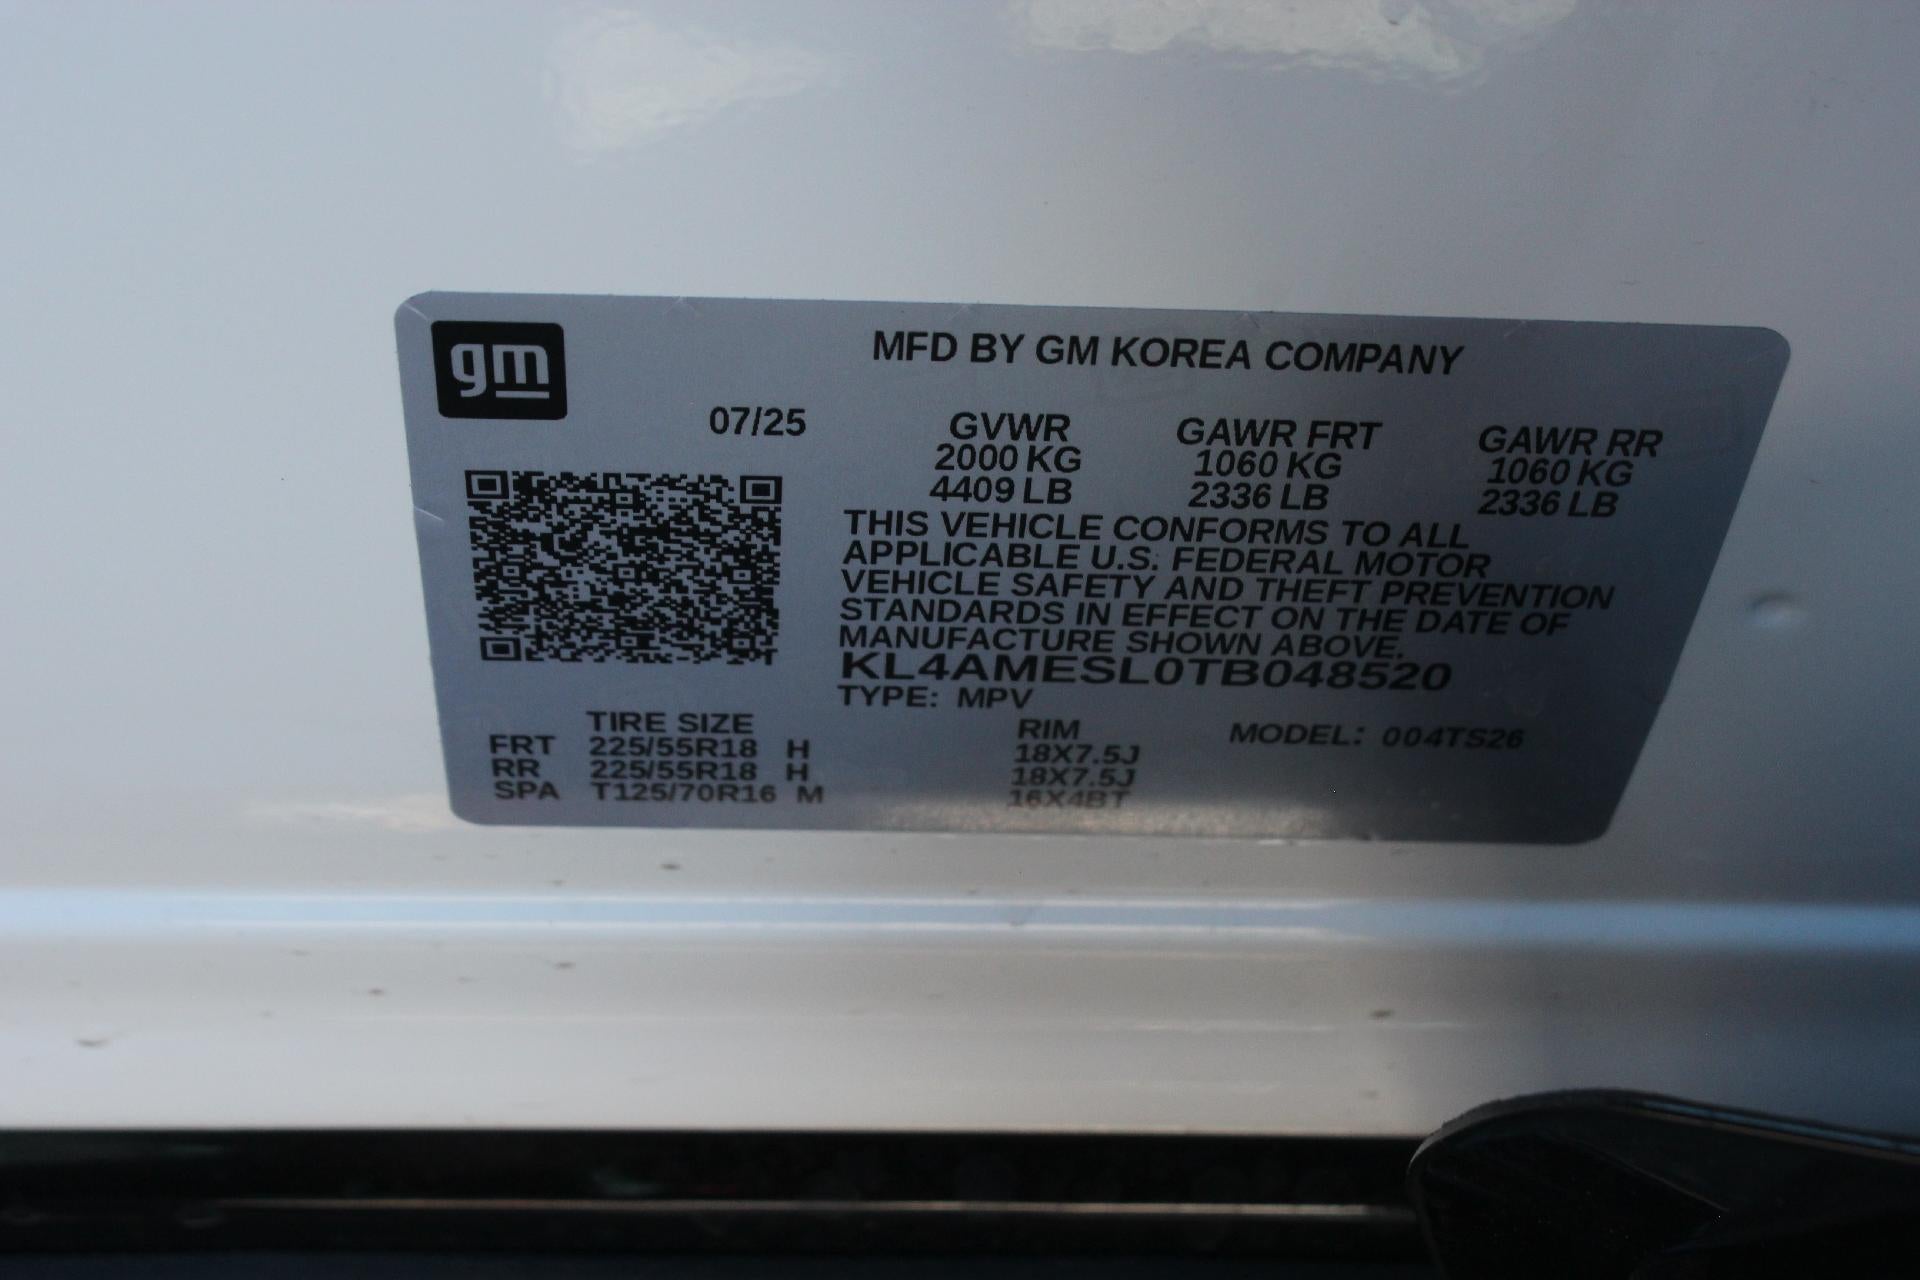 gm
MFD BY GM KOREA COMPANY
07/25 GVWR GAWR FRT GAWR RR
2000 KG 1060 KG 1060 KG
4409 LB 2336 LB 2336 LB
THIS VEHICLE CONFORMS TO ALL
APPLICABLE U.S. FEDERAL MOTOR
VEHICLE SAFETY AND THEFT PREVENTION
STANDARDS IN EFFECT ON THE DATE OF
MANUFACTURE SHOWN ABOVE.
KL4AMESL0TB048520
TYPE: MPV
TIRE SIZE RIM MODEL: 004TS26
FRT 225/55R18 H 18X7.5J
RR 225/55R18 H 18X7.5J
SPA T125/70R16 M 16X4BT